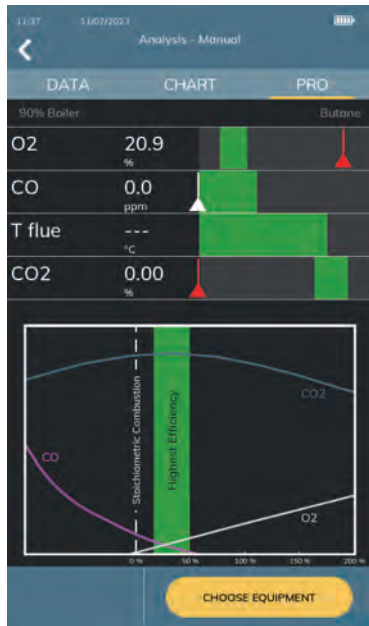 11:37 11/07/2023
Analysis - Manual
DATA CHART PRO
90% Boiler Butane
O2 20.9
%
CO 0.0
ppm
T flue ---
°C
CO2 0.00
%
Stoichiometric Combustion
Highest Efficiency
CO2
CO
O2
0 % 50 % 100 % 150 % 200 %
CHOOSE EQUIPMENT